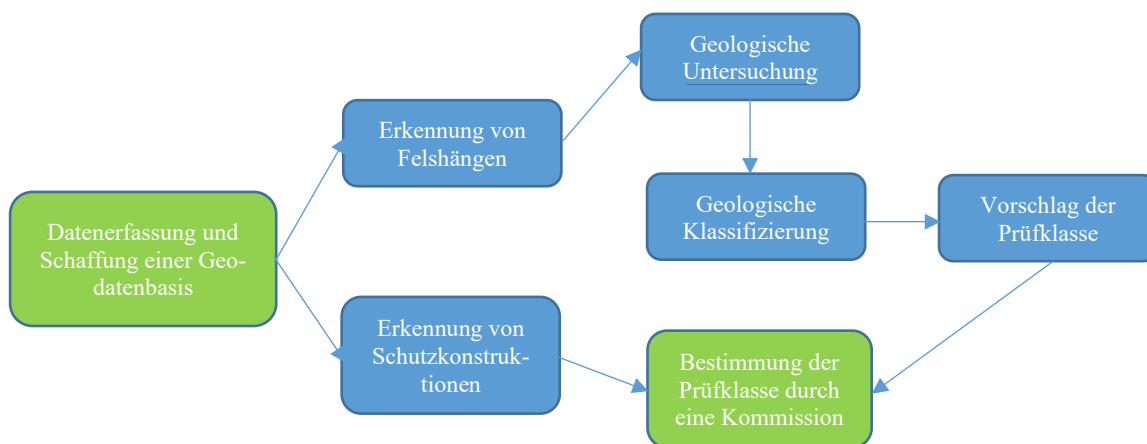 Geologische
Untersuchung
Erkennung von
Felshängen
Geologische
Klassifizierung
Vorschlag der
Prüfklasse
Datenerfassung und
Schaffung einer Geo-
datenbasis
Erkennung von
Schutzkonstruk-
tionen
Bestimmung der
Prüfklasse durch
eine Kommission